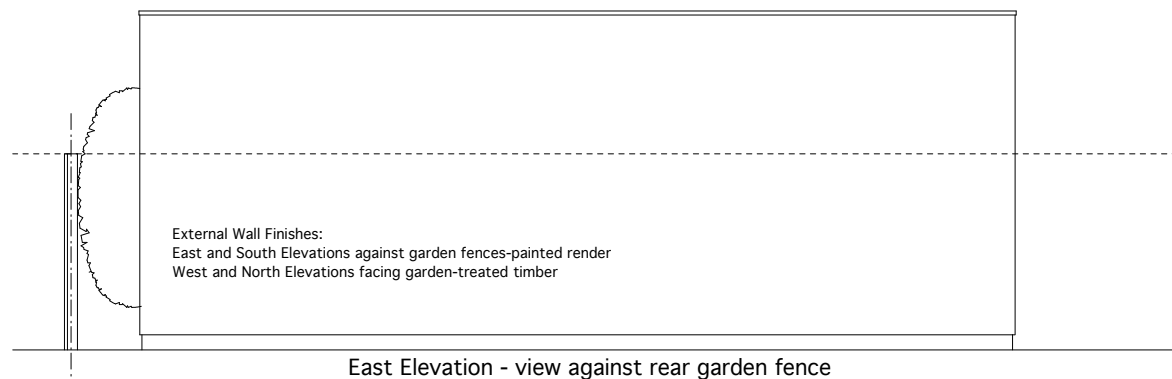 External Wall Finishes:
East and South Elevations against garden fences-painted render
West and North Elevations facing garden-treated timber
East Elevation - view against rear garden fence